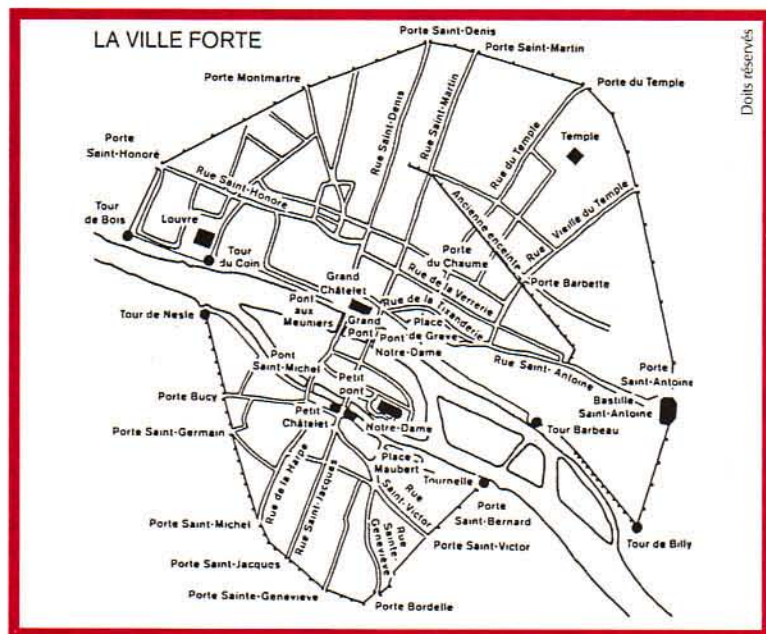 LA VILLE FORTE
Doits réservés
Porte Saint-Denis
Porte Saint-Martin
Porte Montmartre
Porte du Temple
Porte
Saint-Honoré
Rue Saint-Honore
Rue Saint-Denis
Rue Saint-Martin
Rue du Temple
Temple
Tour
de Bois
Louvre
Tour
du Coin
Ancienne enceinte
Rue Vieille du Temple
Porte
du Chaume
Porte Barbette
Grand
Châtelet
Rue de la Verrerie
Rue de la Tixanderie
Tour de Nesle
Pont
aux
Meuniers
Grand
Pont
Place
de Greve
Pont
Notre-Dame
Rue Saint-Antoine
Porte
Saint-Antoine
Bastille
Saint-Antoine
Pont
Saint-Michel
Petit
pont
Porte Bucy
Petit
Châtelet
Notre-Dame
Tour Barbeau
Porte Saint-Germain
Place
Maubert
Tournelle
Rue de la Harpe
Rue Saint-Jacques
Rue
Saint-Victor
Porte
Saint-Bernard
Tour de Billy
Porte Saint-Michel
Rue
Sainte-
Geneviève
Porte Saint-Victor
Porte Saint-Jacques
Porte Sainte-Geneviève
Porte Bordelle